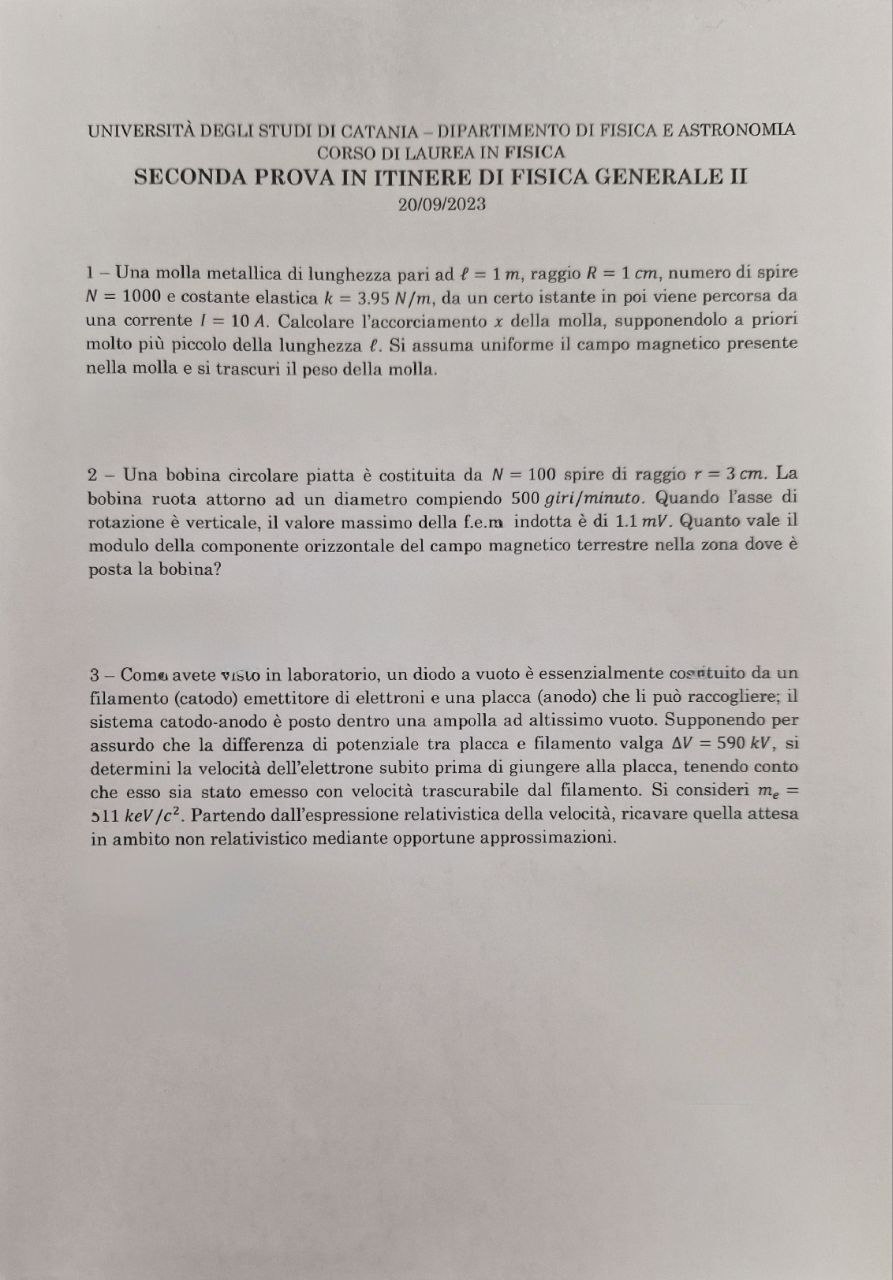 UNIVERSITÀ DEGLI STUDI DI CATANIA – DIPARTIMENTO DI FISICA E ASTRONOMIA
CORSO DI LAUREA IN FISICA
SECONDA PROVA IN ITINERE DI FISICA GENERALE II
20/09/2023
1 – Una molla metallica di lunghezza pari ad ℓ = 1 m, raggio R = 1 cm, numero di spire
N = 1000 e costante elastica k = 3.95 N/m, da un certo istante in poi viene percorsa da
una corrente I = 10 A. Calcolare l'accorciamento x della molla, supponendolo a priori
molto più piccolo della lunghezza ℓ. Si assuma uniforme il campo magnetico presente
nella molla e si trascuri il peso della molla.
2 – Una bobina circolare piatta è costituita da N = 100 spire di raggio r = 3 cm. La
bobina ruota attorno ad un diametro compiendo 500 giri/minuto. Quando l'asse di
rotazione è verticale, il valore massimo della f.e.m indotta è di 1.1 mV. Quanto vale il
modulo della componente orizzontale del campo magnetico terrestre nella zona dove è
posta la bobina?
3 – Come avete visto in laboratorio, un diodo a vuoto è essenzialmente costituito da un
filamento (catodo) emettitore di elettroni e una placca (anodo) che li può raccogliere; il
sistema catodo-anodo è posto dentro una ampolla ad altissimo vuoto. Supponendo per
assurdo che la differenza di potenziale tra placca e filamento valga ΔV = 590 kV, si
determini la velocità dell'elettrone subito prima di giungere alla placca, tenendo conto
che esso sia stato emesso con velocità trascurabile dal filamento. Si consideri mₑ =
511 keV/c². Partendo dall'espressione relativistica della velocità, ricavare quella attesa
in ambito non relativistico mediante opportune approssimazioni.